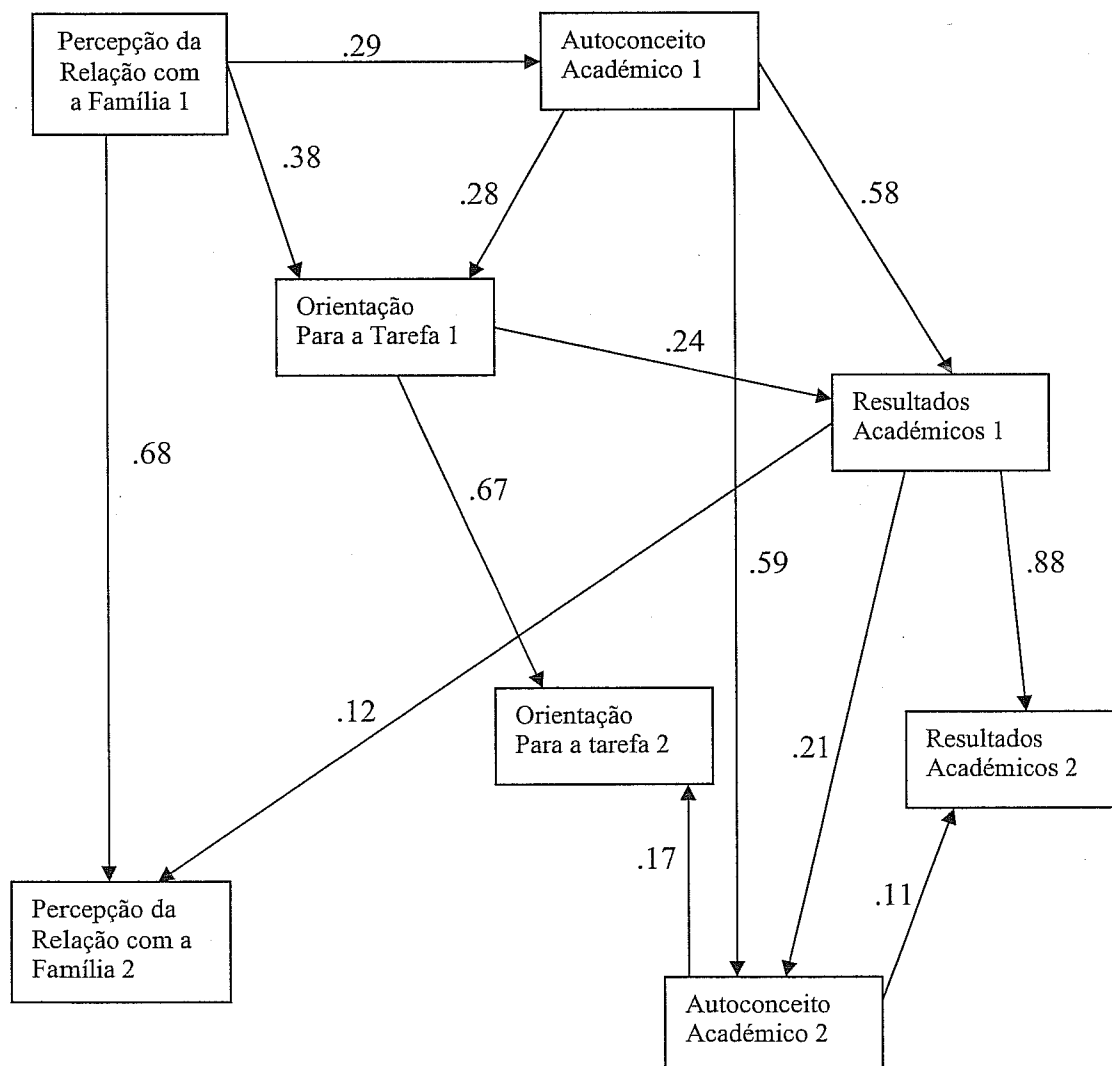 Percepção da
Relação com
a Família 1
.29
Autoconceito
Académico 1
.38
.28
.58
Orientação
Para a Tarefa 1
.24
Resultados
Académicos 1
.68
.67
.59
.88
.12
Orientação
Para a tarefa 2
.21
Resultados
Académicos 2
.17
.11
Percepção da
Relação com a
Família 2
Autoconceito
Académico 2